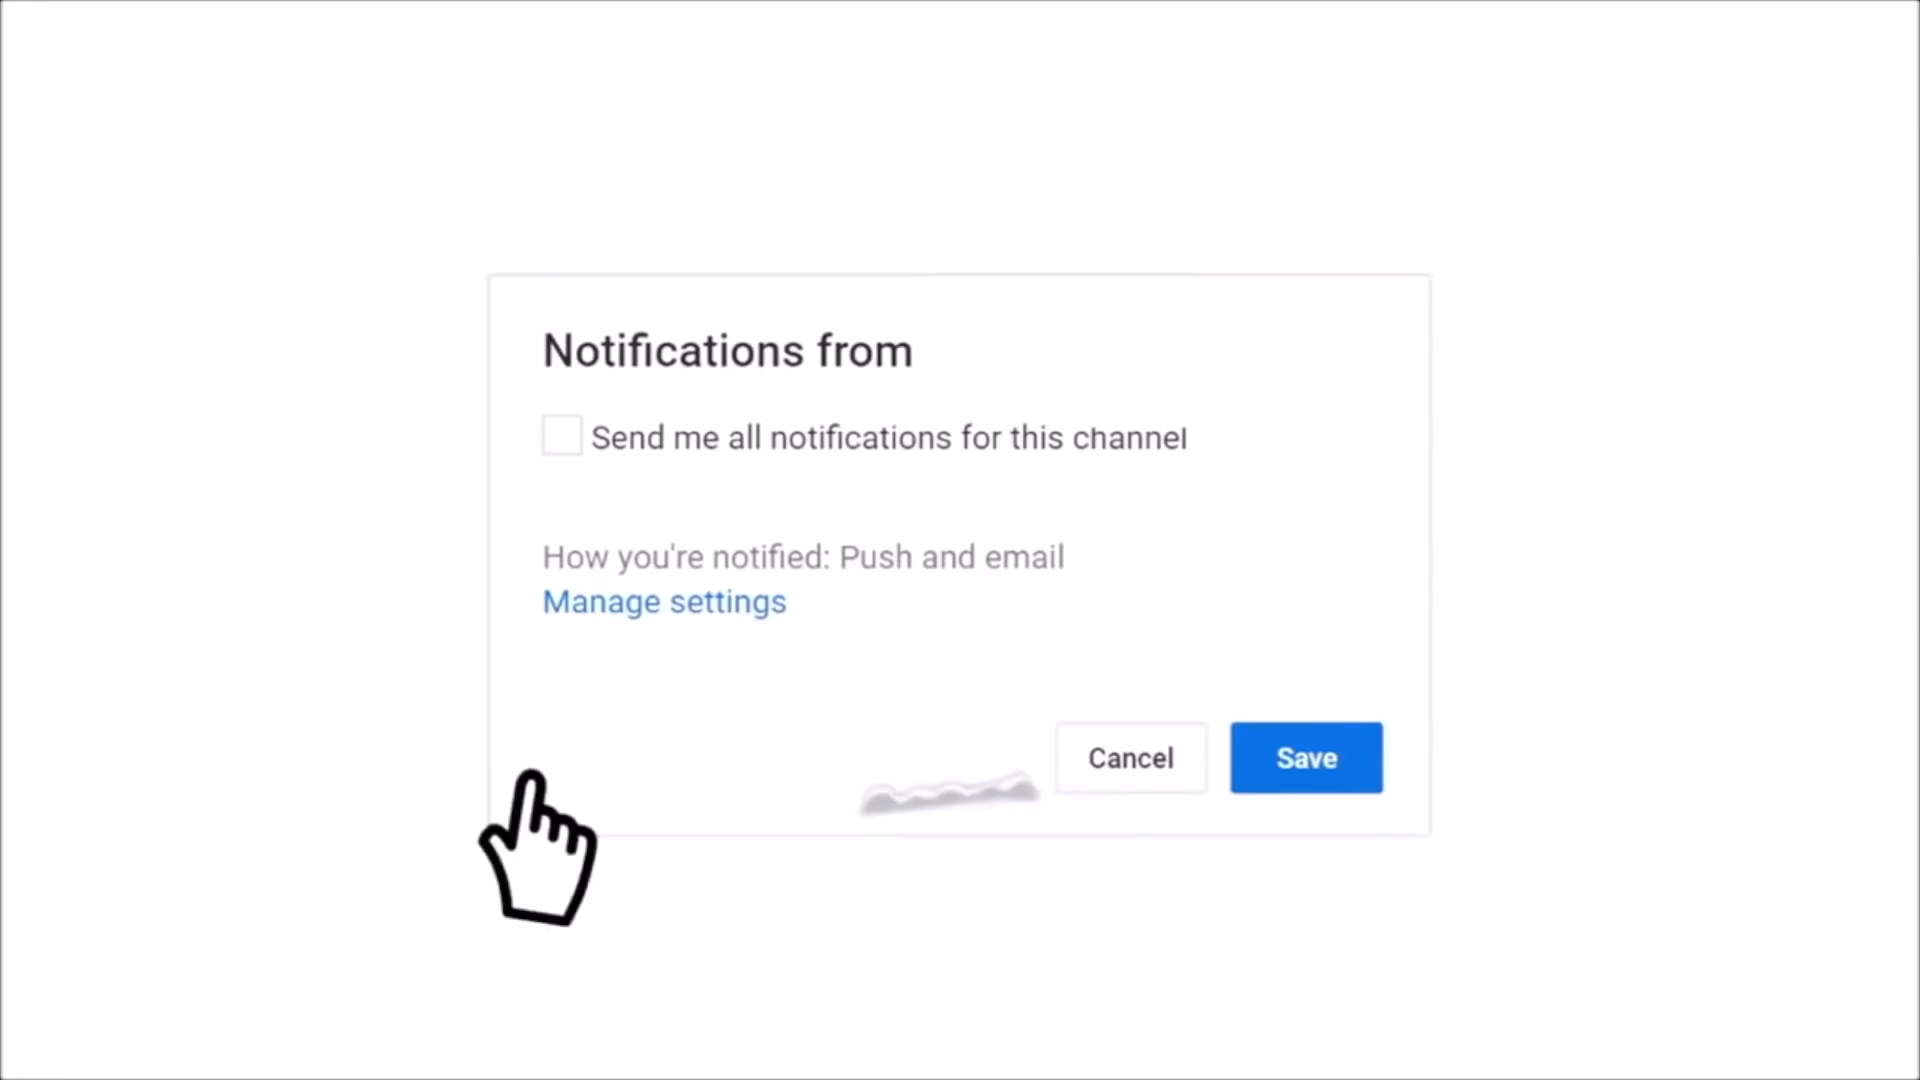 Notifications from
Send me all notifications for this channel
How you're notified: Push and email
Manage settings
Cancel
Save